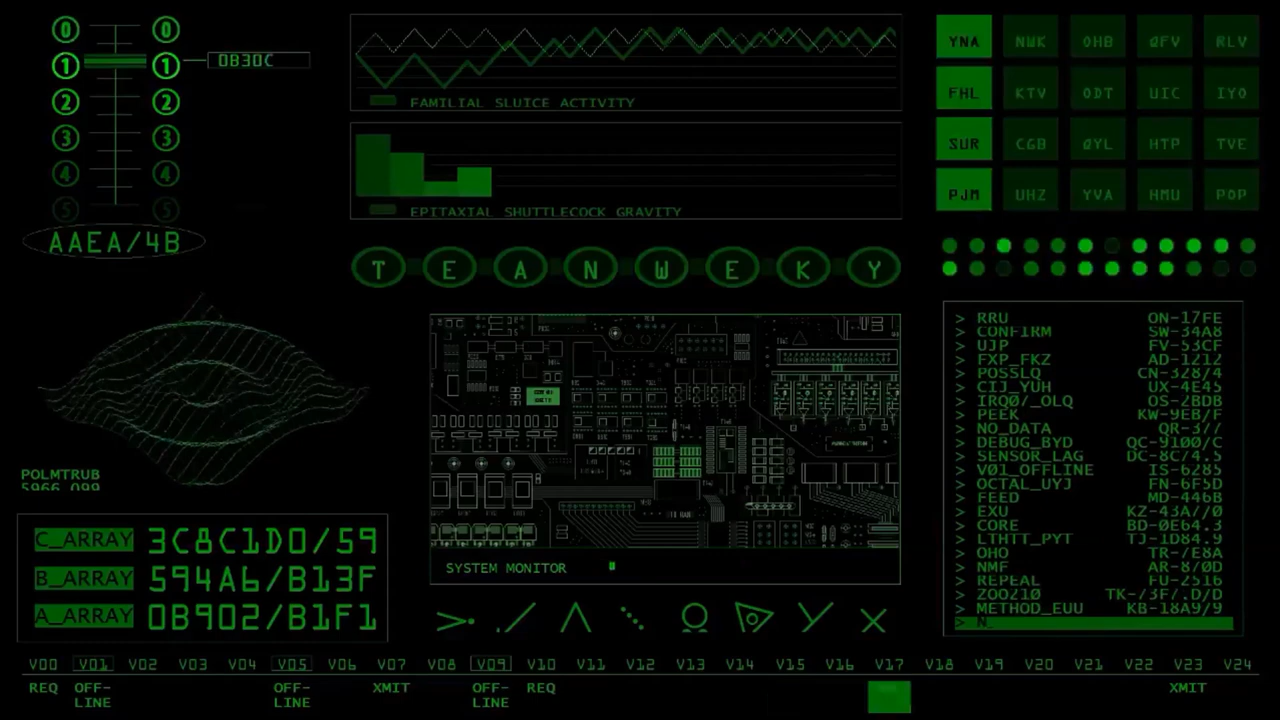 0 0
1 1 0B30C
2 2
3 3
4 4
5 5
AAEA/4B
FAMILIAL SLUICE ACTIVITY
EPITAXIAL SHUTTLECOCK GRAVITY
T E A N W E K Y
YNA NWK OHB QFV RLV
FHL KTV ODT UIC IYO
SUR CGB QYL HTP TVE
PJM UHZ YVA HMU POP
POLMTRUB
5966 099
C_ARRAY 3C8C1D0/59
B_ARRAY 594A6/B13F
A_ARRAY 0B902/B1F1
SYSTEM MONITOR
> RRU ON-17FE
> CONFIRM SW-34A8
> UJP FV-53CF
> FXP_FKZ AD-1212
> POSSLQ CN-328/4
> CIJ_YUH UX-4E45
> IRQ0/_OLQ OS-2BDB
> PEEK KW-9EB/F
> NO_DATA QR-3//
> DEBUG_BYD QC-9100/C
> SENSOR_LAG DC-8C/4.5
> V01_OFFLINE IS-6285
> OCTAL_UYJ FN-6F5D
> FEED MD-446B
> EXU KZ-43A//0
> CORE BD-0E64.3
> LTHTT_PYT TJ-1D84.9
> OHO TR-/E8A
> NMF AR-8/0D
> REPEAL FU-2516
> ZOO210 TK-/3F/.D/D
> METHOD_EUU KB-18A9/9
> N_
V00 V01 V02 V03 V04 V05 V06 V07 V08 V09 V10 V11 V12 V13 V14 V15 V16 V17 V18 V19 V20 V21 V22 V23 V24
REQ OFF-LINE OFF-LINE XMIT OFF-LINE REQ XMIT